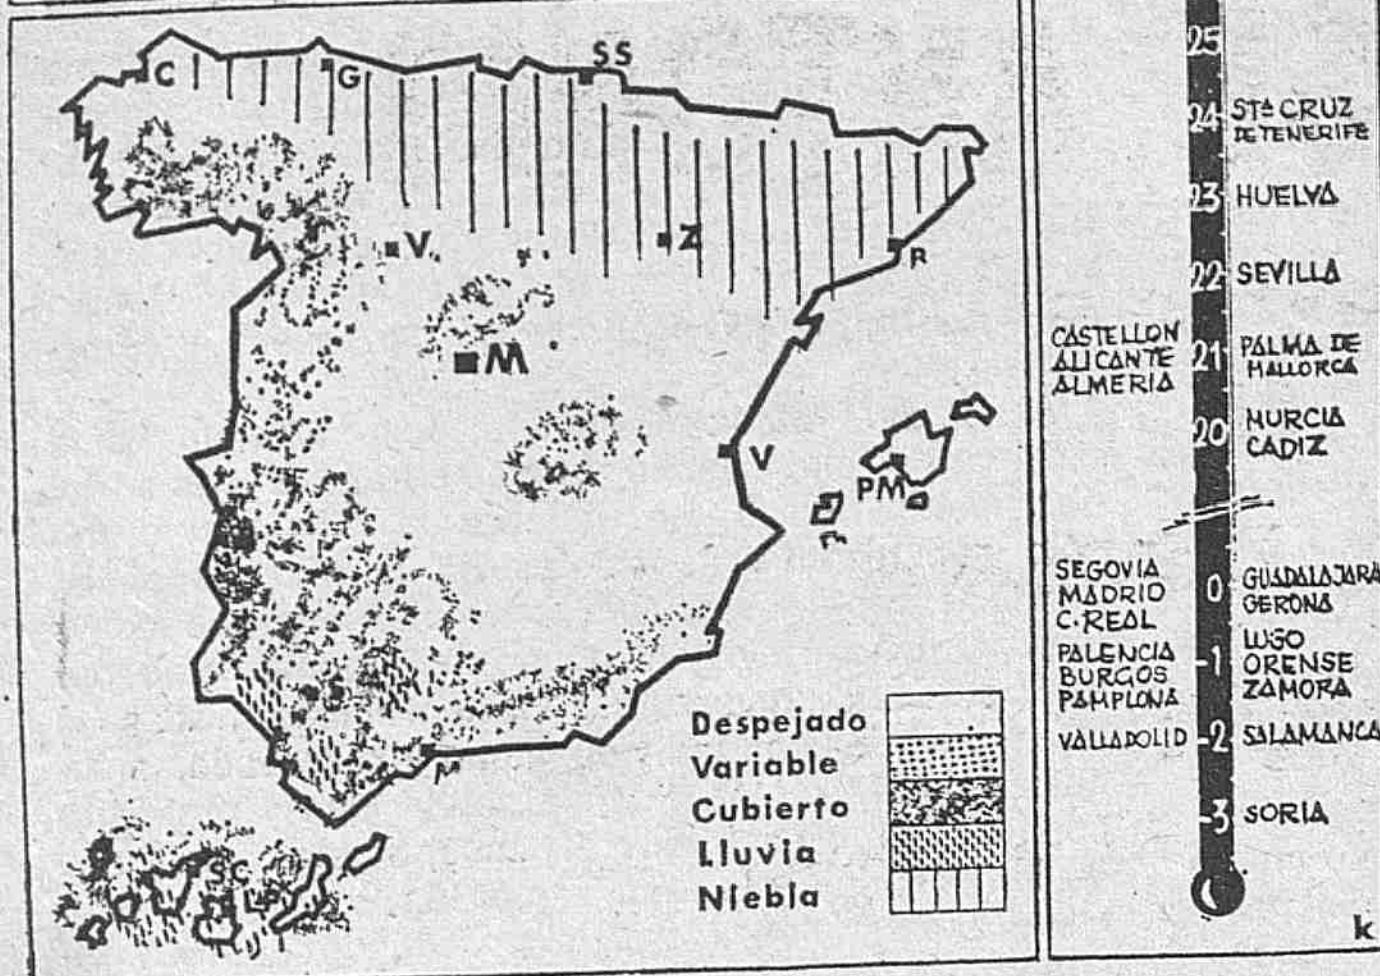 C
G
SS
V
Z
M
V
PM
SC
LP
M
Despejado
Variable
Cubierto
Lluvia
Niebla
25
24 STA CRUZ
DE TENERIFE
23 HUELVA
22 SEVILLA
CASTELLON
ALICANTE
ALMERIA
21 PALMA DE
MALLORCA
20 MURCIA
CADIZ
SEGOVIA
MADRID
C. REAL
0 GUADALAJARA
GERONA
PALENCIA
BURGOS
PAMPLONA
-1 LUGO
ORENSE
ZAMORA
VALLADOLID -2 SALAMANCA
-3 SORIA
k